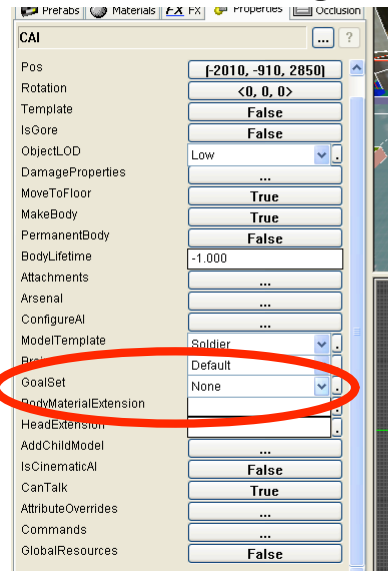 Prefabs Materials FX FX Properties Occlusion
CAI ... ?
Pos [-2010, -910, 2850]
Rotation <0, 0, 0>
Template False
IsGore False
ObjectLOD Low .
DamageProperties ...
MoveToFloor True
MakeBody True
PermanentBody False
BodyLifetime -1.000
Attachments ...
Arsenal ...
ConfigureAI ...
ModelTemplate Soldier .
Default .
GoalSet None .
BodyMaterialExtension .
HeadExtension .
AddChildModel ...
IsCinematicAI False
CanTalk True
AttributeOverrides ...
Commands ...
GlobalResources False